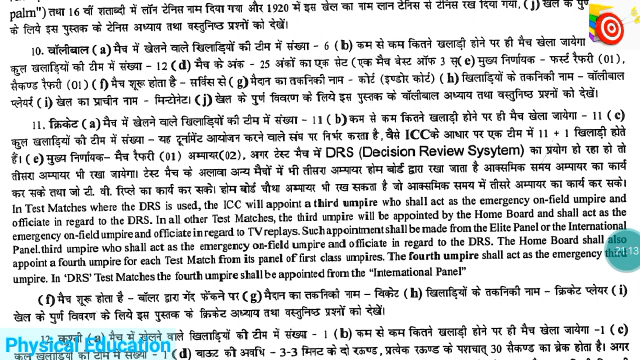 palm") तथा 16 वीं शताब्दी में लॉन टेनिस नाम दिया गया और 1920 में इस का नाम लान टेनिस से टेनिस रख दिया गया, (j) खेल के पुर्ण
के लिये इस पुस्तक के टेनिस अध्याय तथा वस्तुनिष्ठ प्रश्नों को देखें।
10. वॉलीबाल (a) मैच में खेलने वाले खिलाडियों की टीम में संख्या - 6 (b) कम से कम कितने खलाडी होने पर ही मैच खेला जायेगा
कुल खलाडियों की टीम में संख्या - 12 (d) मैच के अंक - 25 अंकों का एक सेट (एक मैच बेस्ट ऑफ 3 स्(e) मुख्य निर्णायक - फर्स्ट रैफरी (01),
सैकण्ड रैफरी (01) (f) मैच शूरू होता है - सर्विस से (g) मैदान का तकनिकी नाम - कोर्ट (इण्डोर कोर्ट) (h) खिलाडियों के तकनिकी नाम - वॉलीबाल
प्लेयर्र (i) खेल का प्राचीन नाम - मिन्टोनेट। (j) खेल के पुर्ण विवरण के लिये इस पुस्तक के वॉलीबाल अध्याय तथा वस्तुनिष्ठ प्रश्नों को देखें।
11. क्रिकेट (a) मैच में खेलने वाले खिलाडियों की टीम में संख्या - 11 (b) कम से कम कितने खलाडी होने पर ही मैच खेला जायेगा - 11 (c)
कुल खलाडियों की टीम में संख्या - यह टूर्नामेंट आयोजन करने वाले संघ पर निर्भर करता है, वैसे ICC के आधार पर एक टीम में 11 + 1 खिलाडी होते
हैं। (e) मुख्य निर्णायक- मैच रैफरी (01) अम्पायर(02), अगर टेस्ट मैच में DRS (Decision Review Sysytem) का प्रयोग हो रहा हो तो
तीसरा अम्पायर भी रखा जाता है। टेस्ट मैच के अलावा अन्य मैचों में भी तीसरा अम्पायर होम बोर्ड द्वारा रखा जाता है आक्समिक समय अम्पायर का कार्य
कर सके तथा जो टी. वी. रिप्ले का कार्य कर सके। होम बोर्ड चौथा अम्पायर भी रख सकता है जो आक्समिक समय में तीसरे अम्पायर का कार्य कर सके।
In Test Matches where the DRS is used, the ICC will appoint a third umpire who shall act as the emergency on-field umpire and
officiate in regard to the DRS. In all other Test Matches, the third umpire will be appointed by the Home Board and shall act as the
emergency on-field umpire and officiate in regard to TV replays. Such appointment shall be made from the Elite Panel or the International
Panel. third umpire who shall act as the emergency on-field umpire and officiate in regard to the DRS. The Home Board shall also
appoint a fourth umpire for each Test Match from its panel of first class umpires. The fourth umpire shall act as the emergency third
umpire. In 'DRS' Test Matches the fourth umpire shall be appointed from the "International Panel"
(f) मैच शूरू होता है - बॉलर द्वारा गेंद फेंकने पर (g) मैदान का तकनिको नाम - विकेट (h) खिलाडियों के तकनिकी नाम - क्रिकेट प्लेयर (i)
खेल के पुर्ण विवरण के लिये इस पुस्तक के क्रिकेट अध्याय तथा वस्तुनिष्ठ प्रश्नों को देखें।
12. कुश्ती (a) मैच में खेलने वाले खिलाडियों की टीम में संख्या - 1 (b) कम से कम कितने खलाडी होने पर ही मैच खेला जायेगा -1 (c)
कुल खलाडियों की टीम में संख्या - 1 (d) बाऊट की अवधि - 3-3 मिनट के दो रऊण्ड, प्रत्येक रऊण्ड के पशचात् 30 सैकण्ड का ब्रेक होता है। अगर
Physical Education